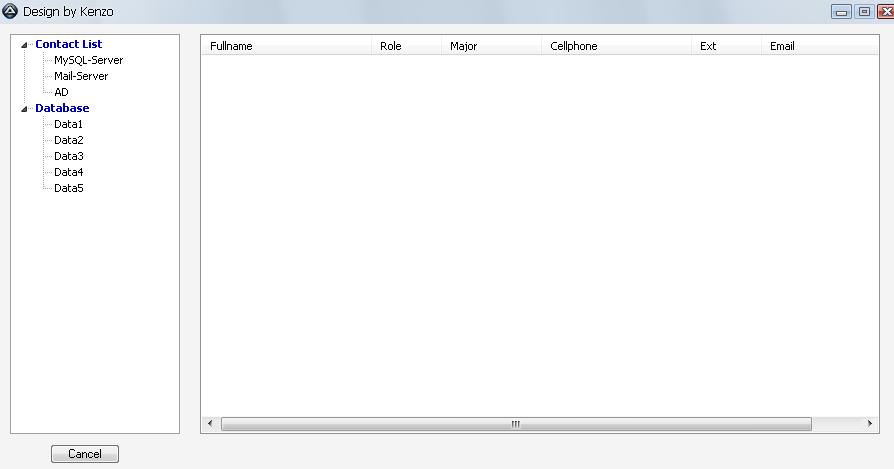 Design by Kenzo
Contact List
MySQL-Server
Mail-Server
AD
Database
Data1
Data2
Data3
Data4
Data5
Fullname Role Major Cellphone Ext Email
Cancel